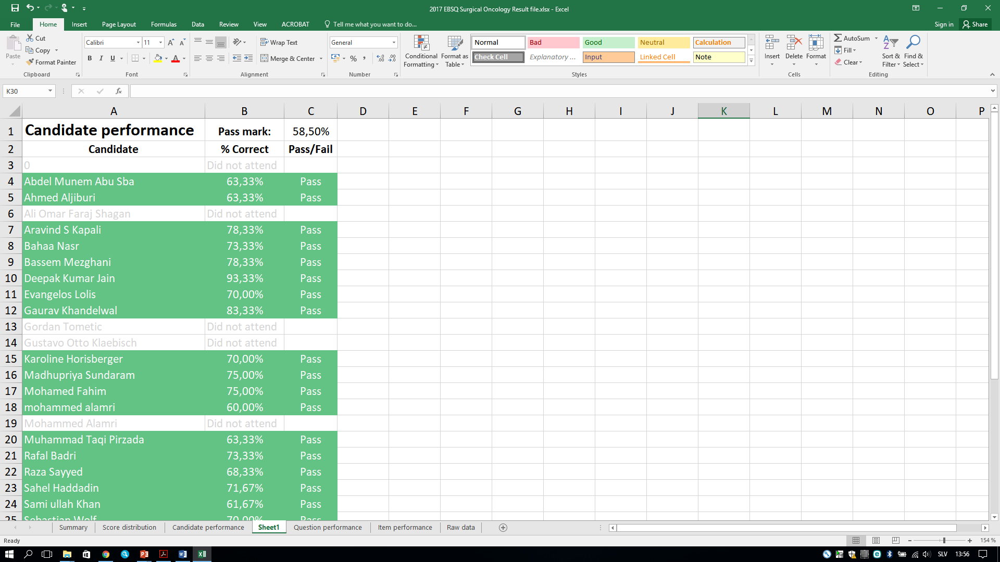 2017 EBSQ Surgical Oncology Result file.xlsx - Excel
File Home Insert Page Layout Formulas Data Review View ACROBAT Tell me what you want to do... Sign in Share
Paste
Cut
Copy
Format Painter
Clipboard
Calibri 11
B I U
Font
Wrap Text
Merge & Center
Alignment
General
%
Number
Conditional Formatting
Format as Table
Normal Bad Good Neutral Calculation
Check Cell Explanatory ... Input Linked Cell Note
Styles
Insert Delete Format
Cells
AutoSum
Fill
Clear
Sort & Filter
Find & Select
Editing
K30 fx
A B C D E F G H I J K L M N O P
1 Candidate performance Pass mark: 58,50%
2 Candidate % Correct Pass/Fail
3 0 Did not attend
4 Abdel Munem Abu Sba 63,33% Pass
5 Ahmed Aljiburi 63,33% Pass
6 Ali Omar Faraj Shagan Did not attend
7 Aravind S Kapali 78,33% Pass
8 Bahaa Nasr 73,33% Pass
9 Bassem Mezghani 78,33% Pass
10 Deepak Kumar Jain 93,33% Pass
11 Evangelos Lolis 70,00% Pass
12 Gaurav Khandelwal 83,33% Pass
13 Gordan Tometic Did not attend
14 Gustavo Otto Klaebisch Did not attend
15 Karoline Horisberger 70,00% Pass
16 Madhupriya Sundaram 75,00% Pass
17 Mohamed Fahim 75,00% Pass
18 mohammed alamri 60,00% Pass
19 Mohammed Alamri Did not attend
20 Muhammad Taqi Pirzada 63,33% Pass
21 Rafal Badri 73,33% Pass
22 Raza Sayyed 68,33% Pass
23 Sahel Haddadin 71,67% Pass
24 Sami ullah Khan 61,67% Pass
25 Sebastian Wolf 70,00% Pass
Summary Score distribution Candidate performance Sheet1 Question performance Item performance Raw data
Ready 154 %
SLV 13:56